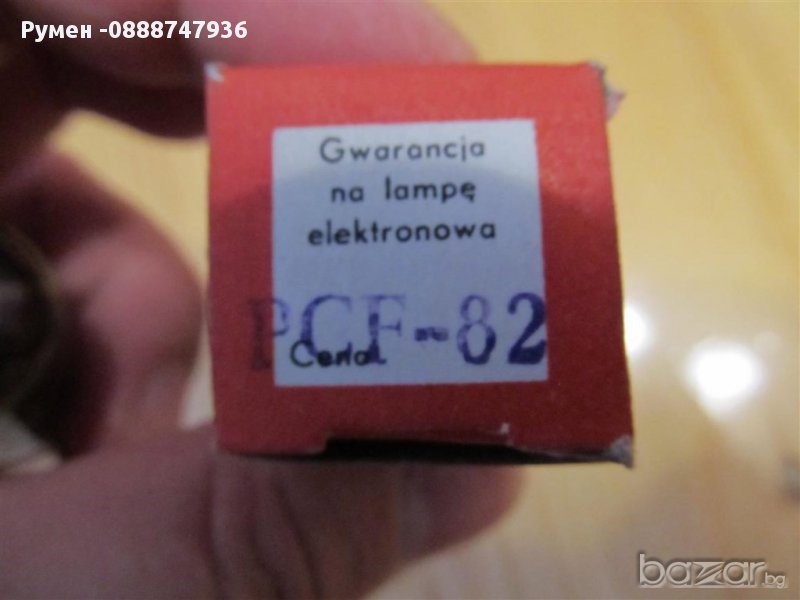 Румен -0888747936
Gwarancja
na lampę
elektronowa
PCF-82
Cena
bazar.bg